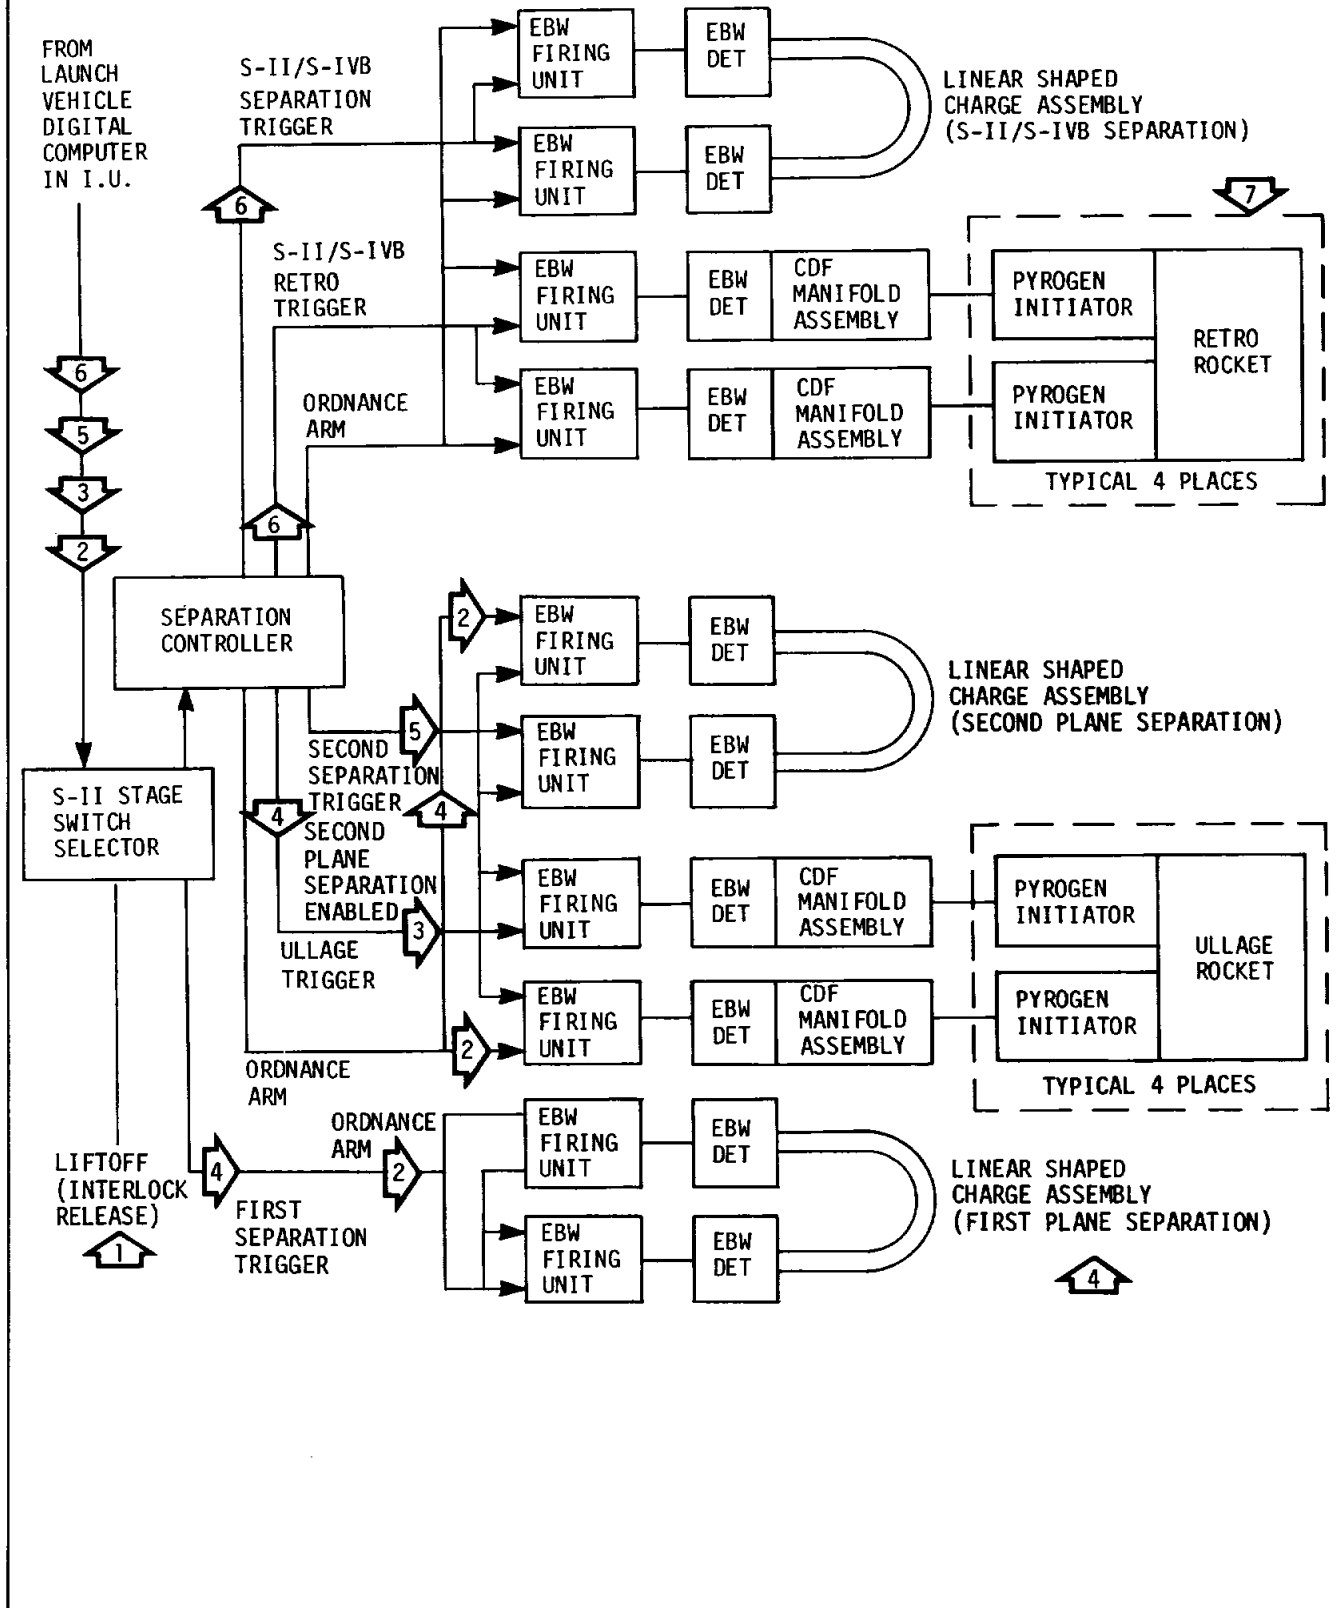 FROM
LAUNCH
VEHICLE
DIGITAL
COMPUTER
IN I.U.
6
5
3
2
S-II/S-IVB
SEPARATION
TRIGGER
6
S-II/S-IVB
RETRO
TRIGGER
6
ORDNANCE
ARM
EBW
FIRING
UNIT
EBW
DET
EBW
FIRING
UNIT
EBW
DET
LINEAR SHAPED
CHARGE ASSEMBLY
(S-II/S-IVB SEPARATION)
EBW
FIRING
UNIT
EBW
DET
CDF
MANIFOLD
ASSEMBLY
EBW
FIRING
UNIT
EBW
DET
CDF
MANIFOLD
ASSEMBLY
7
PYROGEN
INITIATOR
PYROGEN
INITIATOR
RETRO
ROCKET
TYPICAL 4 PLACES
SEPARATION
CONTROLLER
S-II STAGE
SWITCH
SELECTOR
5
SECOND
SEPARATION
TRIGGER
4
4
SECOND
PLANE
SEPARATION
ENABLED
3
ULLAGE
TRIGGER
2
2
ORDNANCE
ARM
EBW
FIRING
UNIT
EBW
DET
EBW
FIRING
UNIT
EBW
DET
LINEAR SHAPED
CHARGE ASSEMBLY
(SECOND PLANE SEPARATION)
EBW
FIRING
UNIT
EBW
DET
CDF
MANIFOLD
ASSEMBLY
EBW
FIRING
UNIT
EBW
DET
CDF
MANIFOLD
ASSEMBLY
PYROGEN
INITIATOR
PYROGEN
INITIATOR
ULLAGE
ROCKET
TYPICAL 4 PLACES
LIFTOFF
(INTERLOCK
RELEASE)
1
4
FIRST
SEPARATION
TRIGGER
ORDNANCE
ARM
2
EBW
FIRING
UNIT
EBW
DET
EBW
FIRING
UNIT
EBW
DET
LINEAR SHAPED
CHARGE ASSEMBLY
(FIRST PLANE SEPARATION)
4